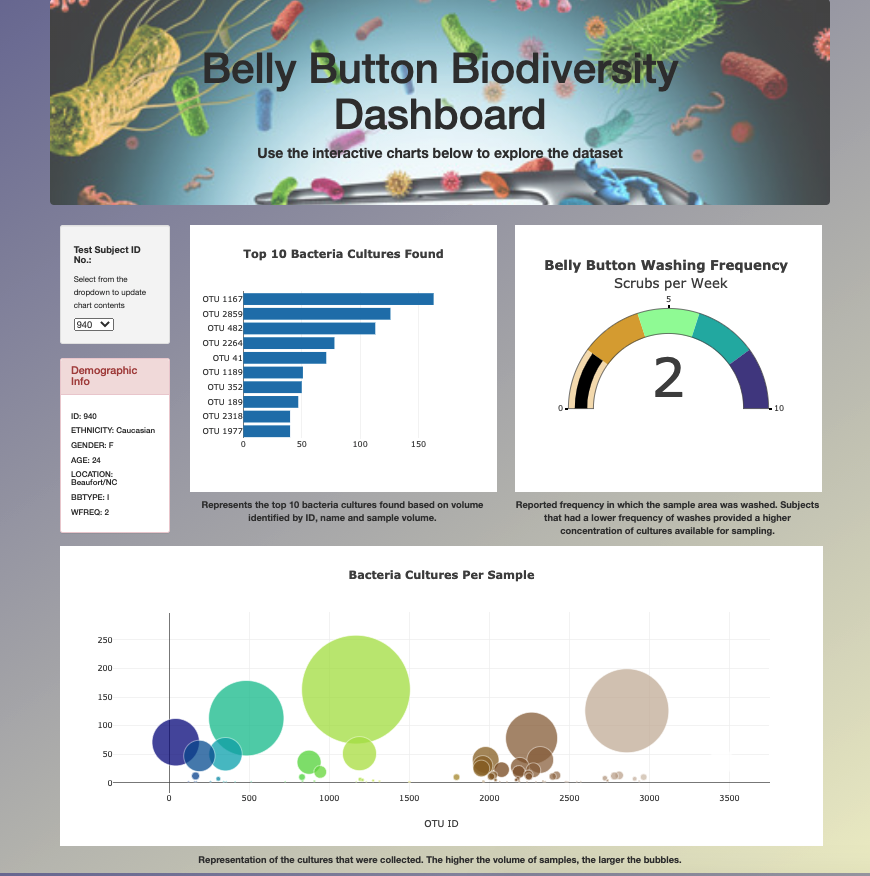 Belly Button Biodiversity
Dashboard
Use the interactive charts below to explore the dataset
Test Subject ID
No.:
Select from the
dropdown to update
chart contents
940
Demographic
Info
ID: 940
ETHNICITY: Caucasian
GENDER: F
AGE: 24
LOCATION:
Beaufort/NC
BBTYPE: I
WFREQ: 2
Top 10 Bacteria Cultures Found
OTU 1167
OTU 2859
OTU 482
OTU 2264
OTU 41
OTU 1189
OTU 352
OTU 189
OTU 2318
OTU 1977
0 50 100 150
Represents the top 10 bacteria cultures found based on volume
identified by ID, name and sample volume.
Belly Button Washing Frequency
Scrubs per Week
5
2
0 10
Reported frequency in which the sample area was washed. Subjects
that had a lower frequency of washes provided a higher
concentration of cultures available for sampling.
Bacteria Cultures Per Sample
250
200
150
100
50
0
0 500 1000 1500 2000 2500 3000 3500
OTU ID
Representation of the cultures that were collected. The higher the volume of samples, the larger the bubbles.